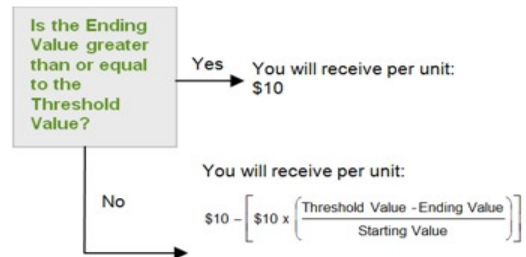 Is the Ending
Value greater
than or equal
to the
Threshold
Value?
Yes
You will receive per unit:
$10
No
You will receive per unit:
$10 – [ $10 x ( Threshold Value - Ending Value / Starting Value ) ]